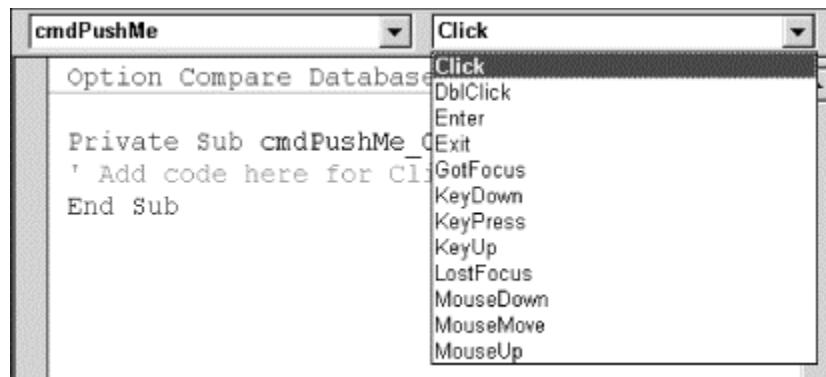 cmdPushMe
Click
Option Compare Database
Private Sub cmdPushMe_
' Add code here for Cli
End Sub
Click
DblClick
Enter
Exit
GotFocus
KeyDown
KeyPress
KeyUp
LostFocus
MouseDown
MouseMove
MouseUp